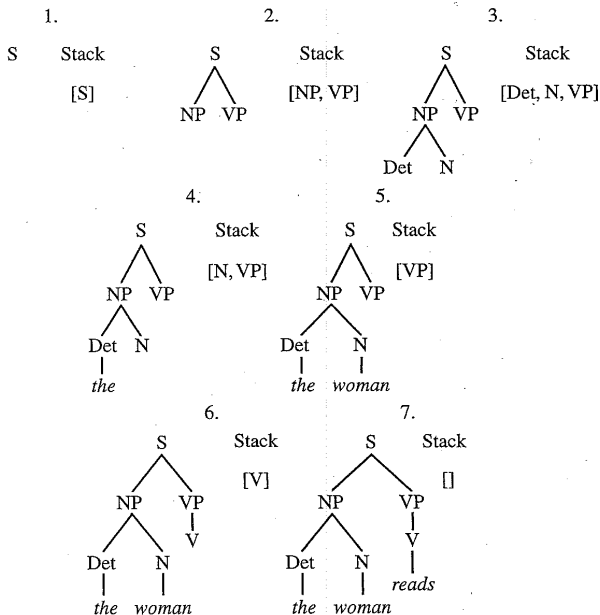 1. 2. 3.
S Stack S Stack S Stack
[S] [NP, VP] [Det, N, VP]
NP VP NP VP
Det N
4. 5.
S Stack S Stack
[N, VP] [VP]
NP VP NP VP
Det N Det N
the the woman
6. 7.
S Stack S Stack
[V] []
NP VP NP VP
V V
Det N Det N
reads
the woman the woman